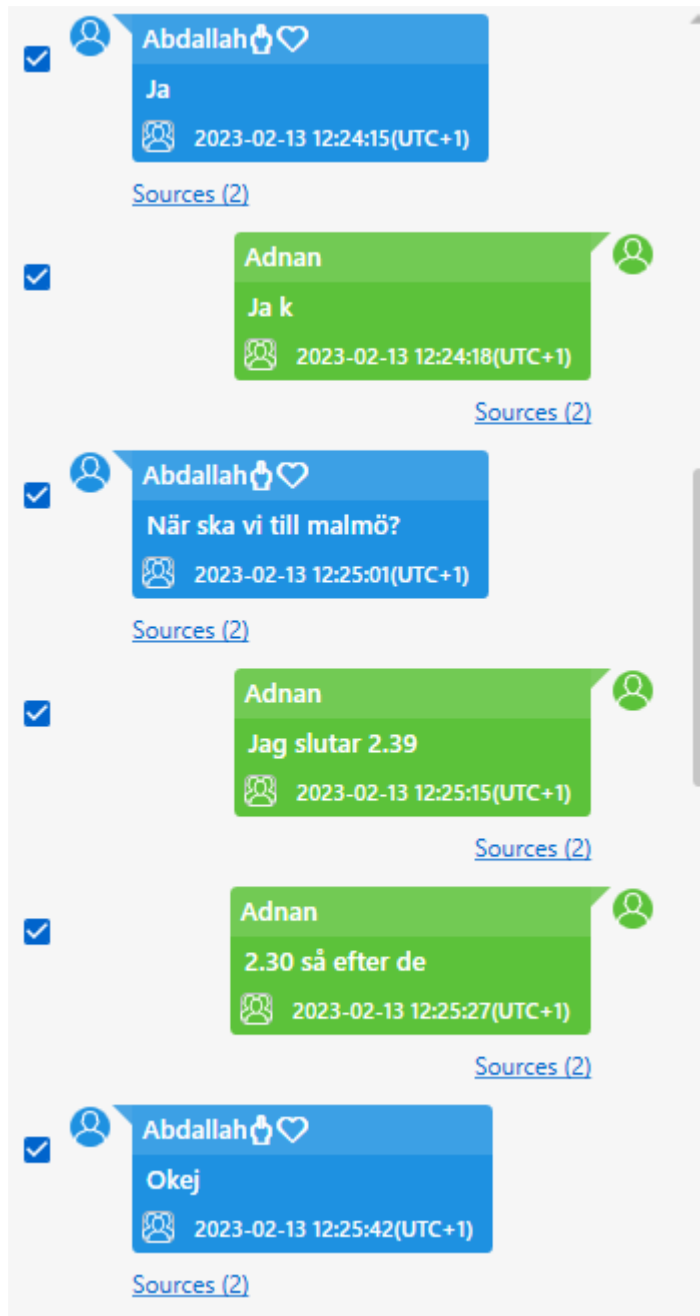 Abdallah🖕♡
Ja
2023-02-13 12:24:15(UTC+1)
Sources (2)
Adnan
Ja k
2023-02-13 12:24:18(UTC+1)
Sources (2)
Abdallah🖕♡
När ska vi till malmö?
2023-02-13 12:25:01(UTC+1)
Sources (2)
Adnan
Jag slutar 2.39
2023-02-13 12:25:15(UTC+1)
Sources (2)
Adnan
2.30 så efter de
2023-02-13 12:25:27(UTC+1)
Sources (2)
Abdallah🖕♡
Okej
2023-02-13 12:25:42(UTC+1)
Sources (2)